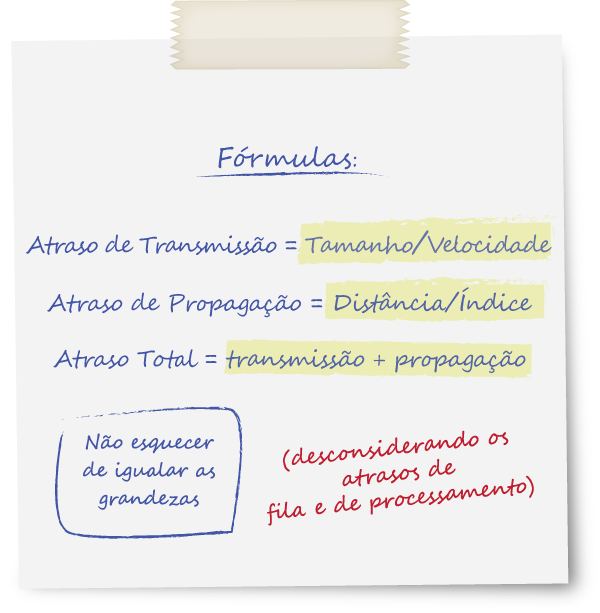 Fórmulas:
Atraso de Transmissão = Tamanho/Velocidade
Atraso de Propagação = Distância/Índice
Atraso Total = transmissão + propagação
Não esquecer
de igualar as
grandezas
(desconsiderando os
atrasos de
fila e de processamento)